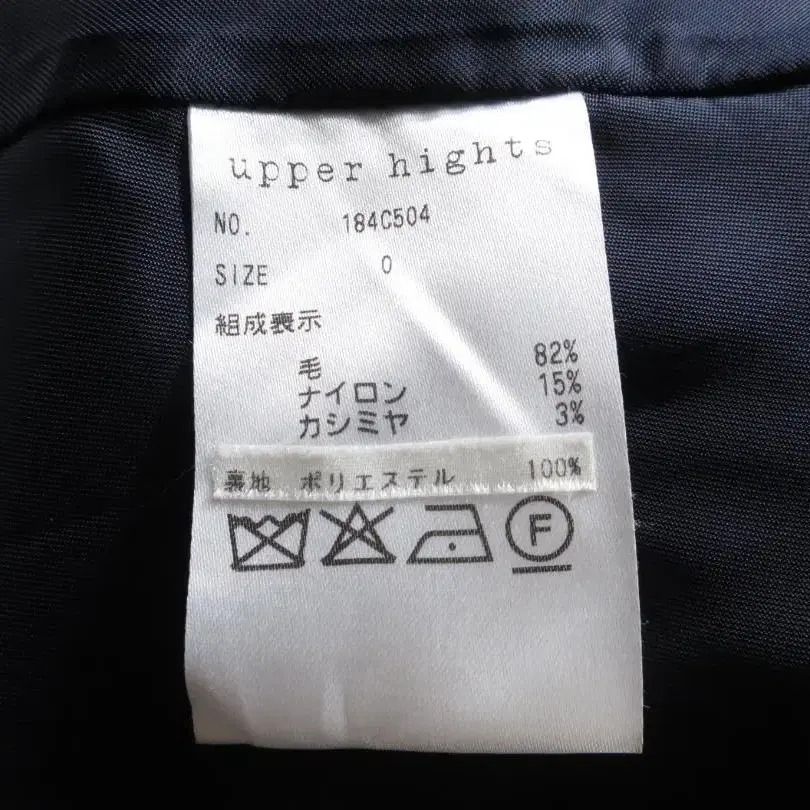 upper hights
NO. 184C504
SIZE 0
組成表示
毛 82%
ナイロン 15%
カシミヤ 3%
裏地 ポリエステル 100%
F